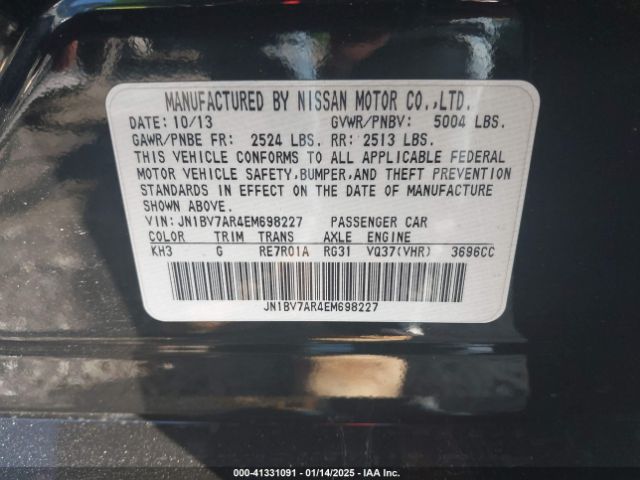 MANUFACTURED BY NISSAN MOTOR CO.,LTD.
DATE: 10/13 GVWR/PNBV: 5004 LBS.
GAWR/PNBE FR: 2524 LBS. RR: 2513 LBS.
THIS VEHICLE CONFORMS TO ALL APPLICABLE FEDERAL
MOTOR VEHICLE SAFETY,BUMPER,AND THEFT PREVENTION
STANDARDS IN EFFECT ON THE DATE OF MANUFACTURE
SHOWN ABOVE.
VIN: JN1BV7AR4EM698227 PASSENGER CAR
COLOR TRIM TRANS AXLE ENGINE
KH3 G RE7R01A RG31 VQ37(VHR) 3696CC
JN1BV7AR4EM698227
000-41331091 | 01/14/2025 | IAA Inc.